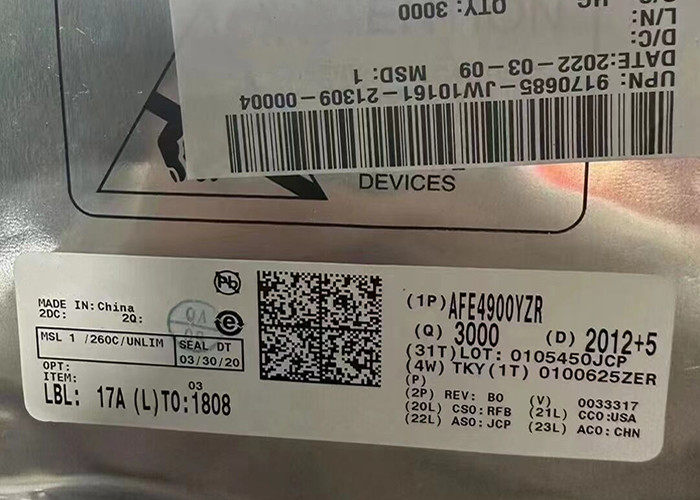 QTY: 3000
L/N:
D/C:
DATE:2022-03-09 MSD: 1
UPN: 9170685-JW10161-21309-00004
DEVICES
Pb
MADE IN: China
2DC: 2Q:
MSL 1 /260C/UNLIM
SEAL DT
03/30/20
OPT:
ITEM:
03
LBL: 17A (L)TO:1808
e
(1P) AFE4900YZR
(Q) 3000 (D) 2012+5
(31T)LOT: 0105450JCP
(4W) TKY(1T) 0100625ZER
(P)
(2P) REV: B0 (V) 0033317
(20L) CSO:RFB (21L) CCO:USA
(22L) ASO:JCP (23L) ACO:CHN